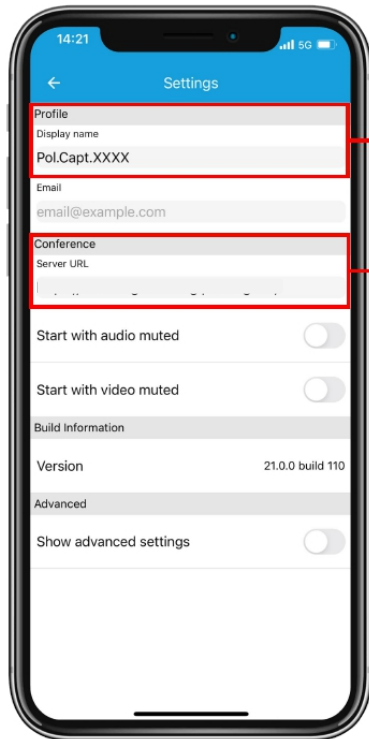 14:21
5G
Settings
Profile
Display name
Pol.Capt.XXXX
Email
email@example.com
Conference
Server URL
Start with audio muted
Start with video muted
Build Information
Version 21.0.0 build 110
Advanced
Show advanced settings